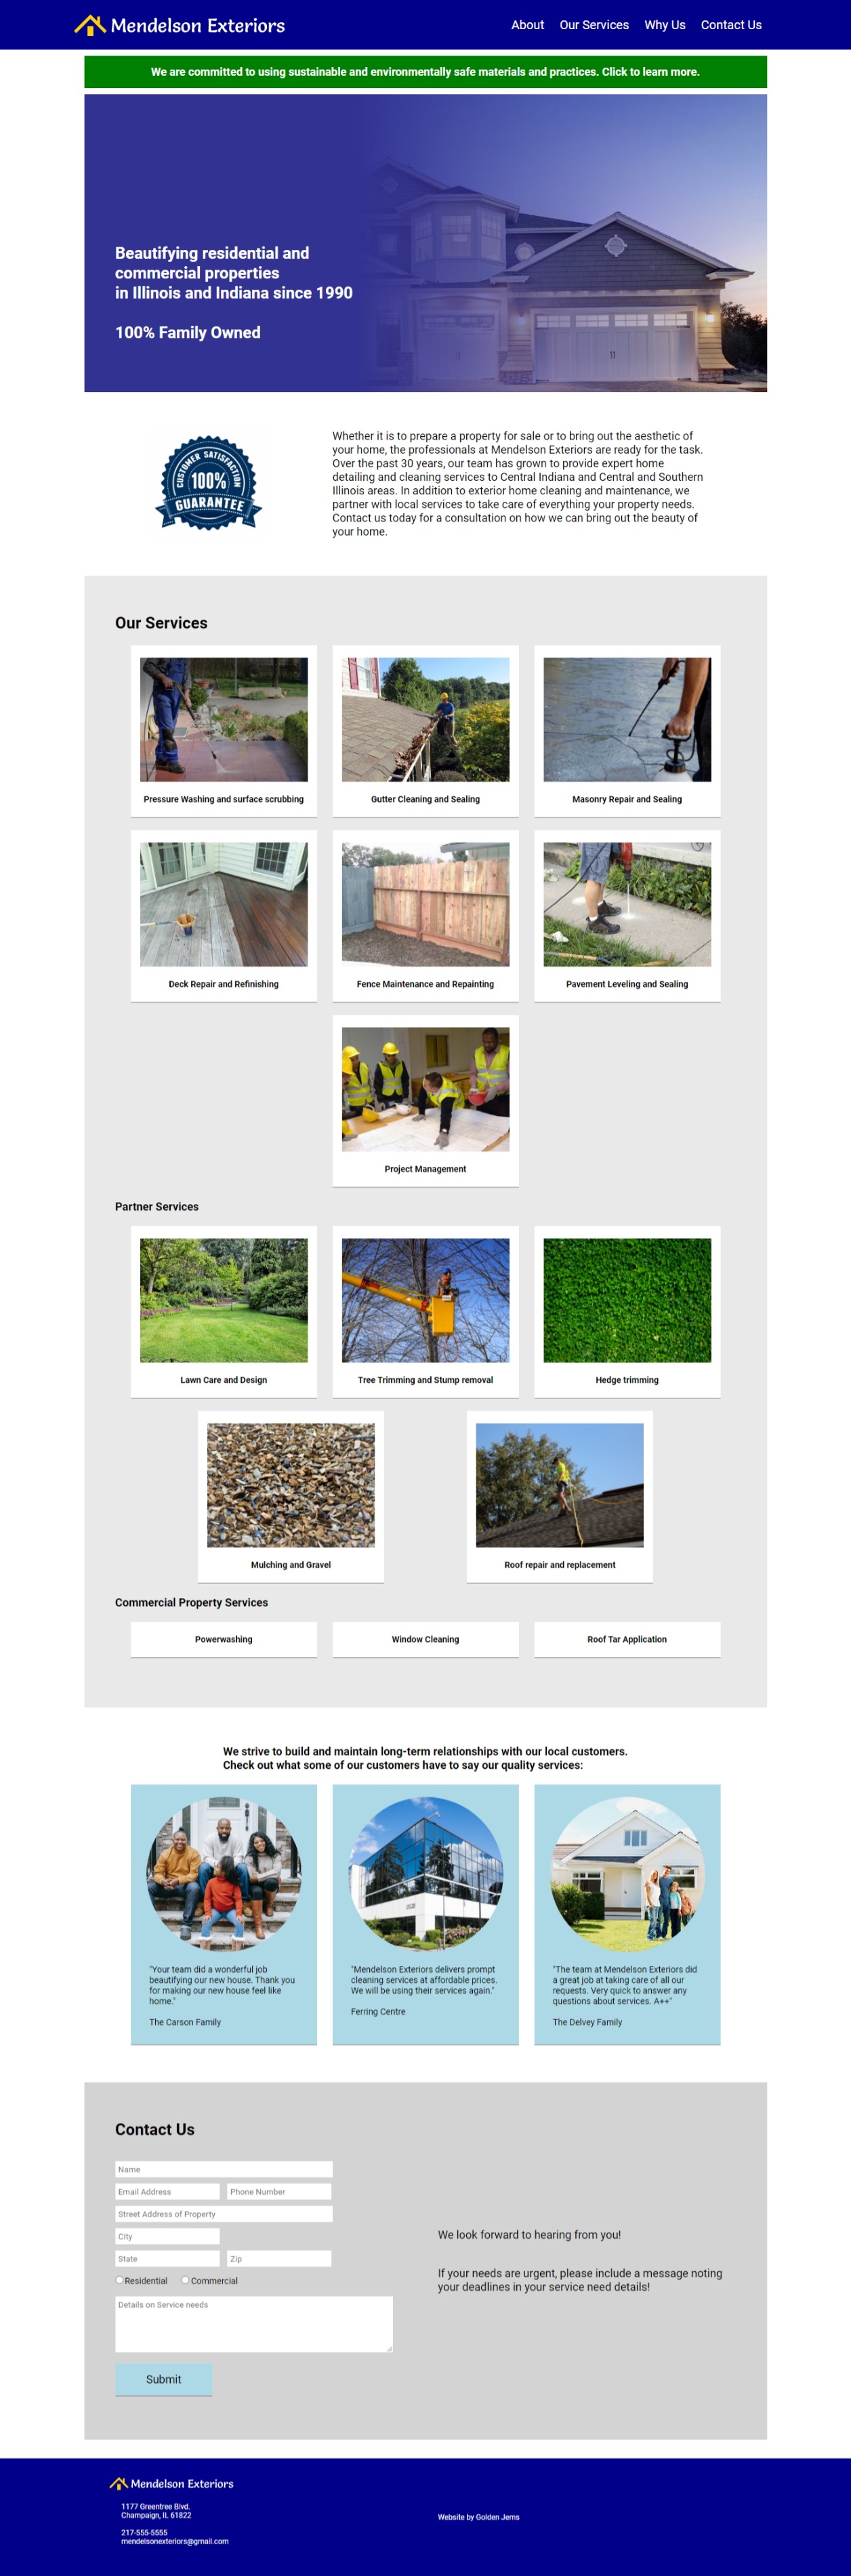 Mendelson Exteriors
About Our Services Why Us Contact Us
We are committed to using sustainable and environmentally safe materials and practices. Click to learn more.
Beautifying residential and
commercial properties
in Illinois and Indiana since 1990
100% Family Owned
CUSTOMER SATISFACTION
100%
GUARANTEE
Whether it is to prepare a property for sale or to bring out the aesthetic of
your home, the professionals at Mendelson Exteriors are ready for the task.
Over the past 30 years, our team has grown to provide expert home
detailing and cleaning services to Central Indiana and Central and Southern
Illinois areas. In addition to exterior home cleaning and maintenance, we
partner with local services to take care of everything your property needs.
Contact us today for a consultation on how we can bring out the beauty of
your home.
Our Services
Pressure Washing and surface scrubbing
Gutter Cleaning and Sealing
Masonry Repair and Sealing
Deck Repair and Refinishing
Fence Maintenance and Repainting
Pavement Leveling and Sealing
Project Management
Partner Services
Lawn Care and Design
Tree Trimming and Stump removal
Hedge trimming
Mulching and Gravel
Roof repair and replacement
Commercial Property Services
Powerwashing
Window Cleaning
Roof Tar Application
We strive to build and maintain long-term relationships with our local customers.
Check out what some of our customers have to say our quality services:
"Your team did a wonderful job
beautifying our new house. Thank you
for making our new house feel like
home."
The Carson Family
"Mendelson Exteriors delivers prompt
cleaning services at affordable prices.
We will be using their services again."
Ferring Centre
"The team at Mendelson Exteriors did
a great job at taking care of all our
requests. Very quick to answer any
questions about services. A++"
The Delvey Family
Contact Us
Name
Email Address
Phone Number
Street Address of Property
City
State
Zip
Residential
Commercial
Details on Service needs
Submit
We look forward to hearing from you!
If your needs are urgent, please include a message noting
your deadlines in your service need details!
Mendelson Exteriors
1177 Greentree Blvd.
Champaign, IL 61822
217-555-5555
mendelsonexteriors@gmail.com
Website by Golden Jems